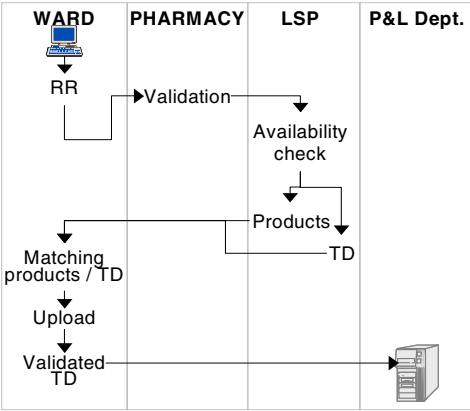 WARD PHARMACY LSP P&L Dept.
RR
Validation
Availability
check
Products
TD
Matching
products / TD
Upload
Validated
TD